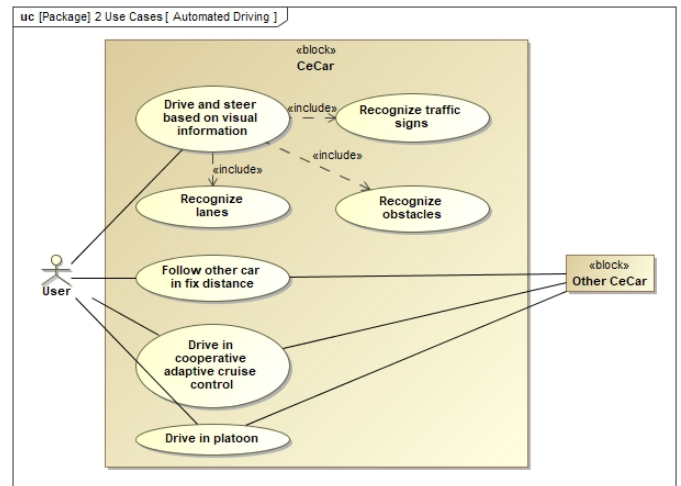 uc [Package] 2 Use Cases [ Automated Driving ]
«block»
CeCar
Drive and steer
based on visual
information
«include»
Recognize traffic
signs
«include»
«include»
Recognize
lanes
Recognize
obstacles
Follow other car
in fix distance
«block»
Other CeCar
User
Drive in
cooperative
adaptive cruise
control
Drive in platoon